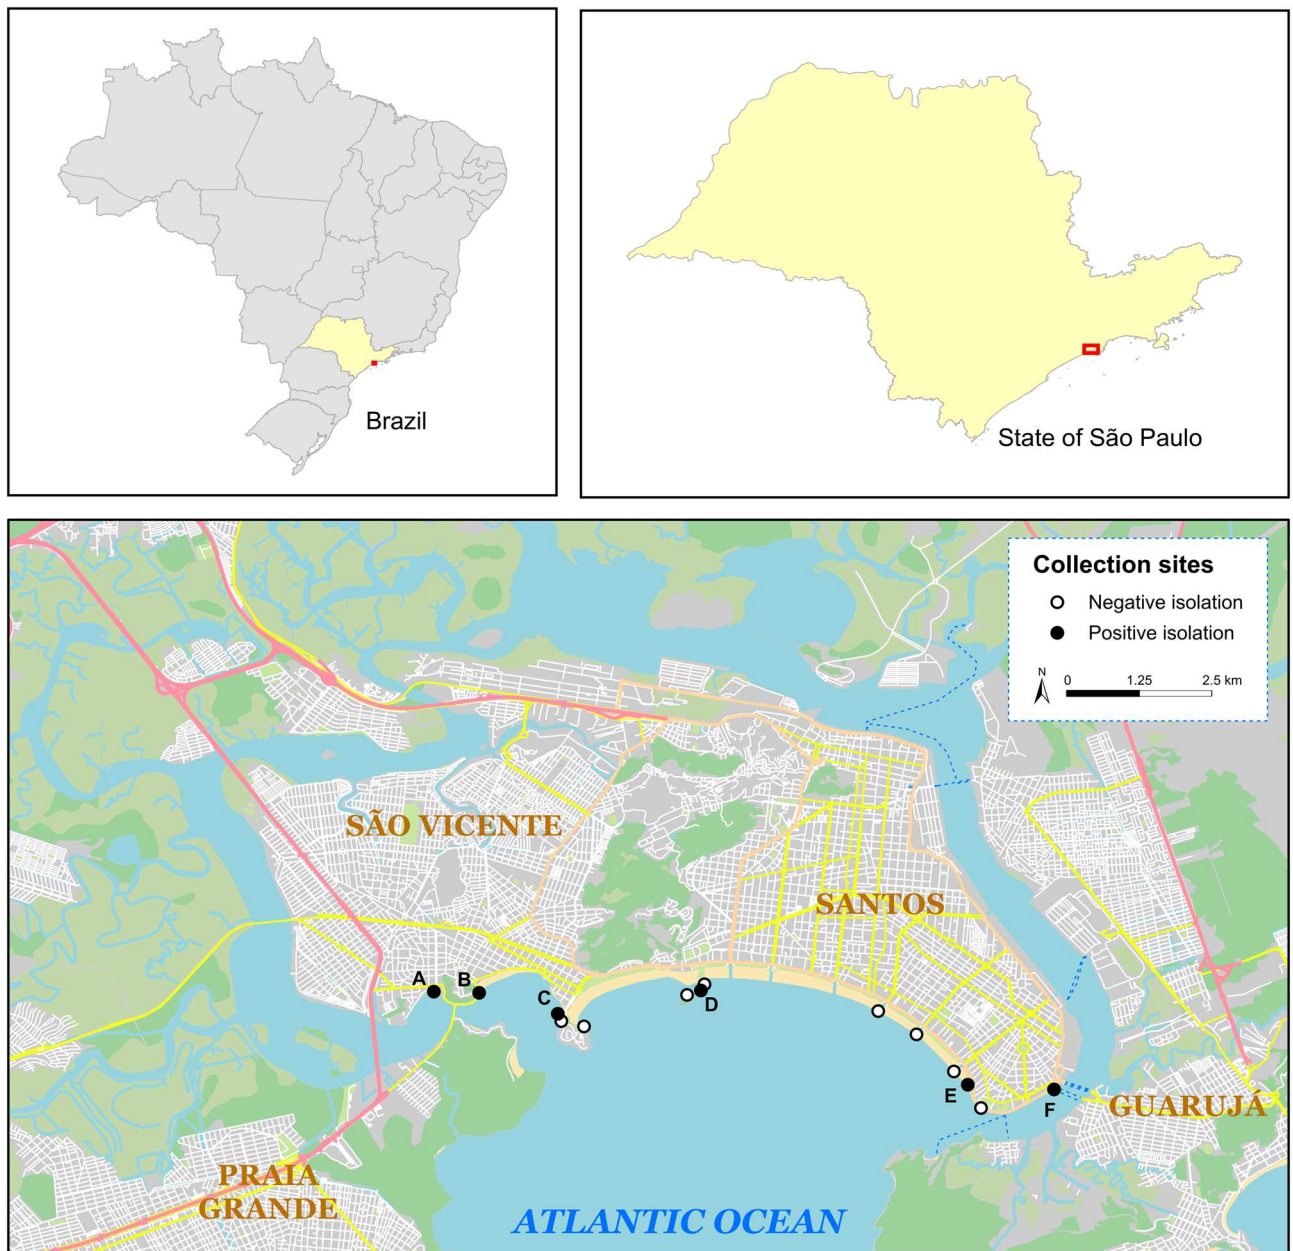 Brazil
State of São Paulo
Collection sites
Negative isolation
Positive isolation
N
0 1.25 2.5 km
SÃO VICENTE
SANTOS
A
B
C
D
E
F
GUARUJÁ
PRAIA
GRANDE
ATLANTIC OCEAN